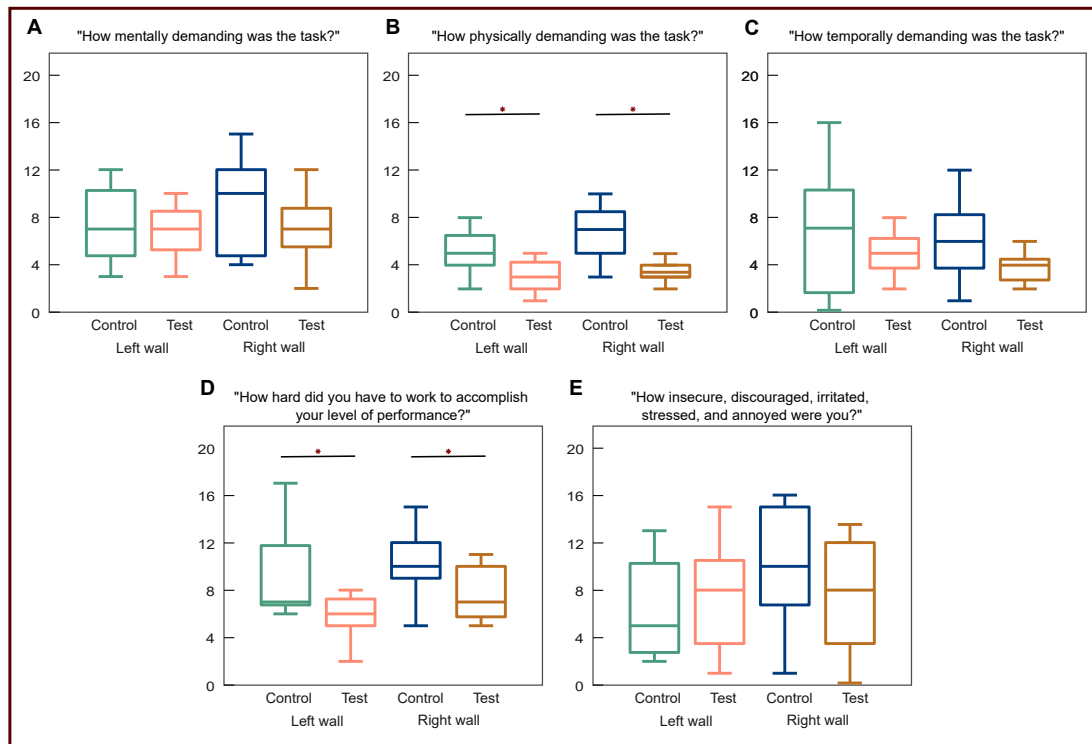 A
"How mentally demanding was the task?"
20
16
12
8
4
0
Control Test Control Test
Left wall Right wall
B
"How physically demanding was the task?"
*
*
20
16
12
8
4
0
Control Test Control Test
Left wall Right wall
C
"How temporally demanding was the task?"
20
16
12
8
4
0
Control Test Control Test
Left wall Right wall
D
"How hard did you have to work to accomplish
your level of performance?"
*
*
20
16
12
8
4
0
Control Test Control Test
Left wall Right wall
E
"How insecure, discouraged, irritated,
stressed, and annoyed were you?"
20
16
12
8
4
0
Control Test Control Test
Left wall Right wall